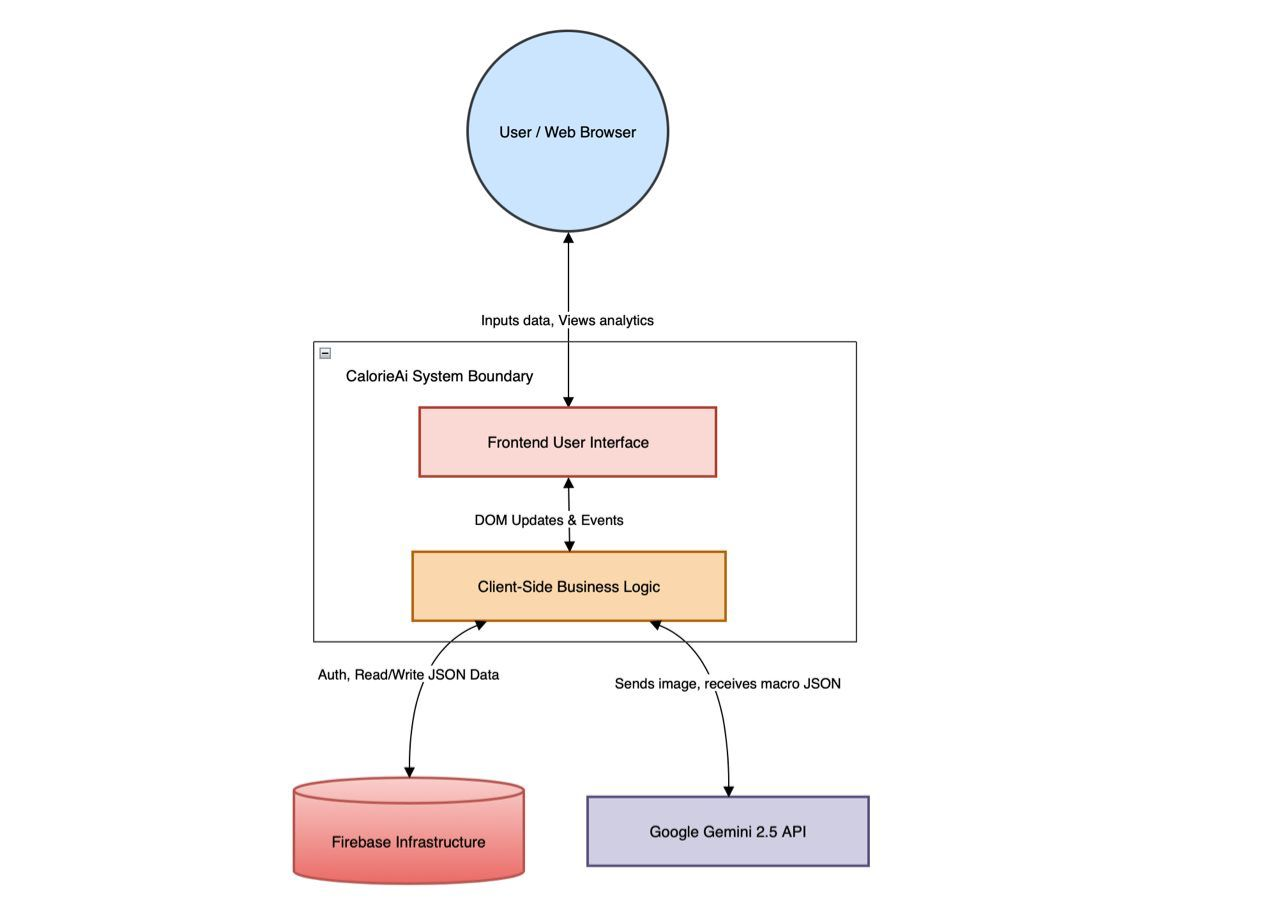 User / Web Browser
Inputs data, Views analytics
CalorieAi System Boundary
Frontend User Interface
DOM Updates & Events
Client-Side Business Logic
Auth, Read/Write JSON Data
Sends image, receives macro JSON
Firebase Infrastructure
Google Gemini 2.5 API